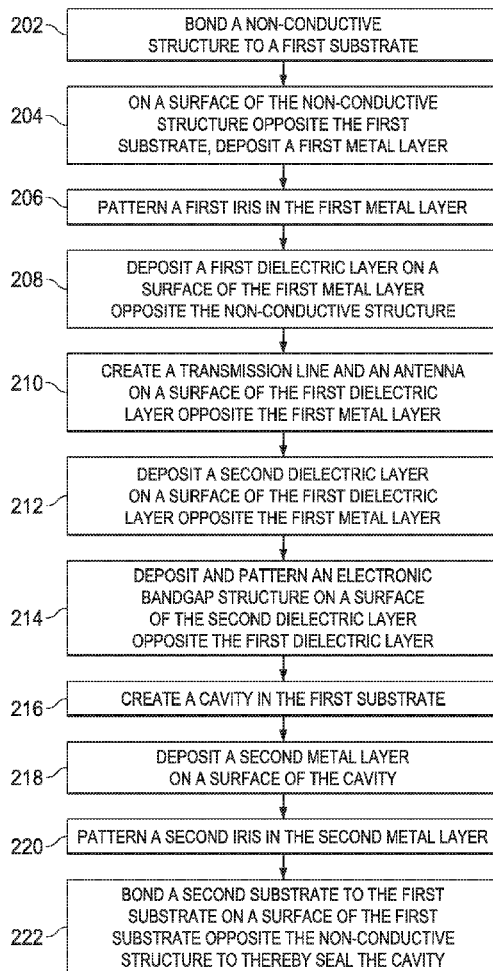 202
BOND A NON-CONDUCTIVE
STRUCTURE TO A FIRST SUBSTRATE
204
ON A SURFACE OF THE NON-CONDUCTIVE
STRUCTURE OPPOSITE THE FIRST
SUBSTRATE, DEPOSIT A FIRST METAL LAYER
206
PATTERN A FIRST IRIS IN THE FIRST METAL LAYER
208
DEPOSIT A FIRST DIELECTRIC LAYER ON A
SURFACE OF THE FIRST METAL LAYER
OPPOSITE THE NON-CONDUCTIVE STRUCTURE
210
CREATE A TRANSMISSION LINE AND AN ANTENNA
ON A SURFACE OF THE FIRST DIELECTRIC
LAYER OPPOSITE THE FIRST METAL LAYER
212
DEPOSIT A SECOND DIELECTRIC LAYER
ON A SURFACE OF THE FIRST DIELECTRIC
LAYER OPPOSITE THE FIRST METAL LAYER
214
DEPOSIT AND PATTERN AN ELECTRONIC
BANDGAP STRUCTURE ON A SURFACE
OF THE SECOND DIELECTRIC LAYER
OPPOSITE THE FIRST DIELECTRIC LAYER
216
CREATE A CAVITY IN THE FIRST SUBSTRATE
218
DEPOSIT A SECOND METAL LAYER
ON A SURFACE OF THE CAVITY
220
PATTERN A SECOND IRIS IN THE SECOND METAL LAYER
222
BOND A SECOND SUBSTRATE TO THE FIRST
SUBSTRATE ON A SURFACE OF THE FIRST
SUBSTRATE OPPOSITE THE NON-CONDUCTIVE
STRUCTURE TO THEREBY SEAL THE CAVITY